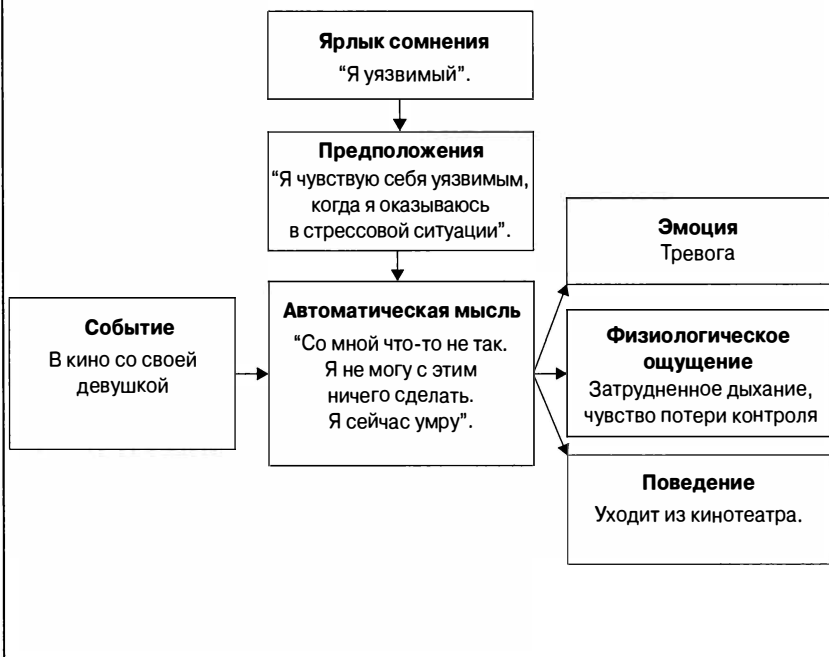 Ярлык сомнения
“Я уязвимый”.
Предположения
“Я чувствую себя уязвимым,
когда я оказываюсь
в стрессовой ситуации”.
Событие
В кино со своей
девушкой
Автоматическая мысль
“Со мной что-то не так.
Я не могу с этим
ничего сделать.
Я сейчас умру”.
Эмоция
Тревога
Физиологическое
ощущение
Затрудненное дыхание,
чувство потери контроля
Поведение
Уходит из кинотеатра.